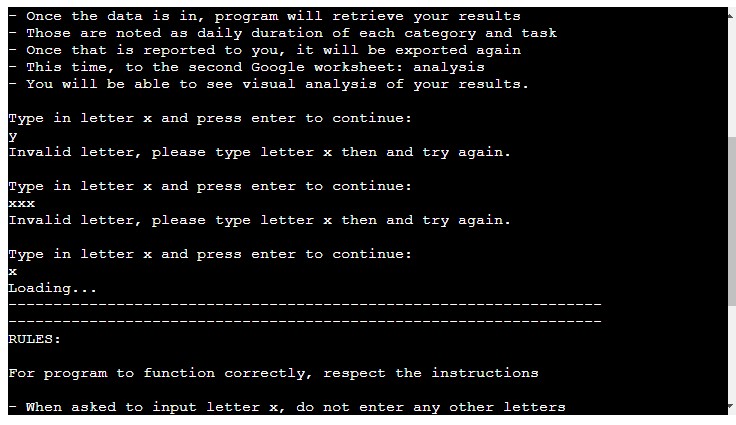 - Once the data is in, program will retrieve your results
- Those are noted as daily duration of each category and task
- Once that is reported to you, it will be exported again
- This time, to the second Google worksheet: analysis
- You will be able to see visual analysis of your results.
Type in letter x and press enter to continue:
y
Invalid letter, please type letter x then and try again.
Type in letter x and press enter to continue:
xxx
Invalid letter, please type letter x then and try again.
Type in letter x and press enter to continue:
x
Loading...
------------------------------------------------------------------
------------------------------------------------------------------
RULES:
For program to function correctly, respect the instructions
- When asked to input letter x, do not enter any other letters